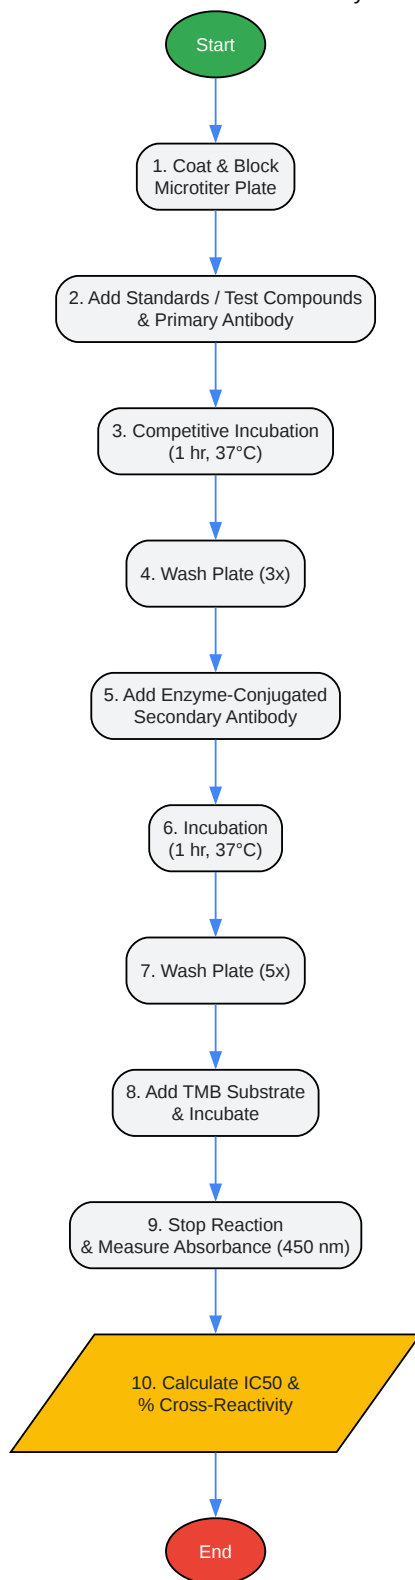 Start
1. Coat & Block
Microtiter Plate
2. Add Standards / Test Compounds
& Primary Antibody
3. Competitive Incubation
(1 hr, 37°C)
4. Wash Plate (3x)
5. Add Enzyme-Conjugated
Secondary Antibody
6. Incubation
(1 hr, 37°C)
7. Wash Plate (5x)
8. Add TMB Substrate
& Incubate
9. Stop Reaction
& Measure Absorbance (450 nm)
10. Calculate IC50 &
% Cross-Reactivity
End